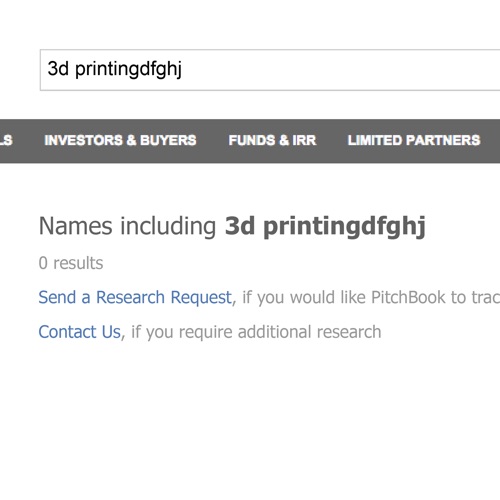 3d printingdfghj
LS INVESTORS & BUYERS FUNDS & IRR LIMITED PARTNERS
Names including 3d printingdfghj
0 results
Send a Research Request, if you would like PitchBook to trac
Contact Us, if you require additional research